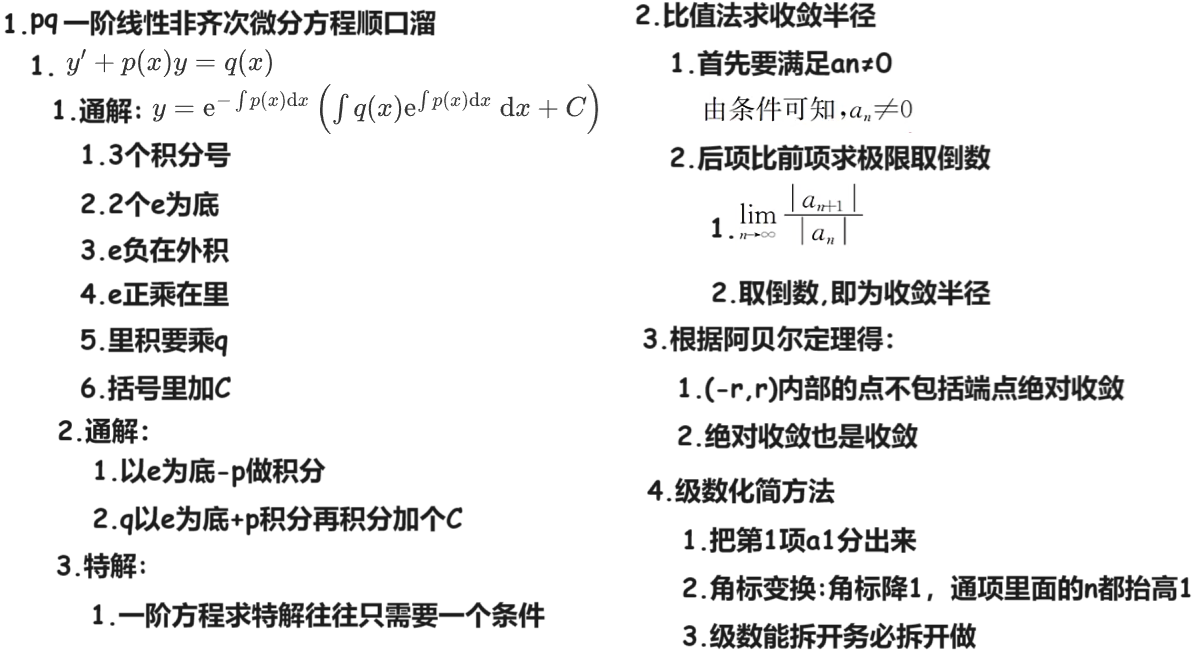 1.pq一阶线性非齐次微分方程顺口溜
1. y′ + p(x)y = q(x)
1.通解: y = e^{−∫p(x)dx} (∫ q(x)e^{∫p(x)dx} dx + C)
1.3个积分号
2.2个e为底
3.e负在外积
4.e正乘在里
5.里积要乘q
6.括号里加C
2.通解:
1.以e为底-p做积分
2.q以e为底+p积分再积分加个C
3.特解:
1.一阶方程求特解往往只需要一个条件
2.比值法求收敛半径
1.首先要满足an≠0
由条件可知,a_n≠0
2.后项比前项求极限取倒数
1. lim_{n→∞} |a_{n+1}| / |a_n|
2.取倒数,即为收敛半径
3.根据阿贝尔定理得:
1.(-r,r)内部的点不包括端点绝对收敛
2.绝对收敛也是收敛
4.级数化简方法
1.把第1项a1分出来
2.角标变换:角标降1，通项里面的n都抬高1
3.级数能拆开务必拆开做